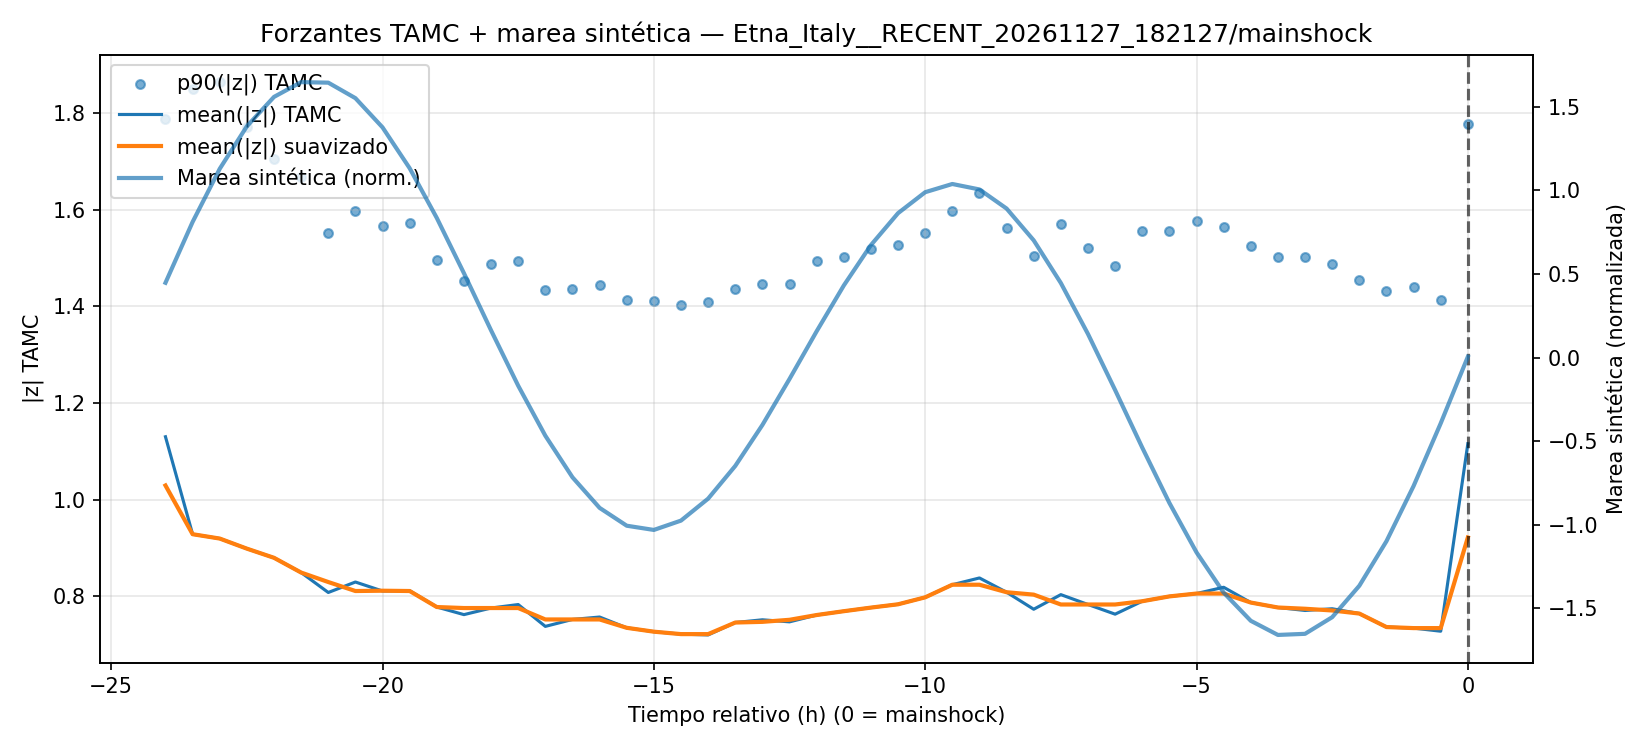 Forzantes TAMC + marea sintética — Etna_Italy__RECENT_20261127_182127/mainshock
p90(|z|) TAMC
mean(|z|) TAMC
mean(|z|) suavizado
Marea sintética (norm.)
|z| TAMC
1.8
1.6
1.4
1.2
1.0
0.8
1.5
1.0
0.5
0.0
−0.5
−1.0
−1.5
Marea sintética (normalizada)
−25
−20
−15
−10
−5
0
Tiempo relativo (h) (0 = mainshock)